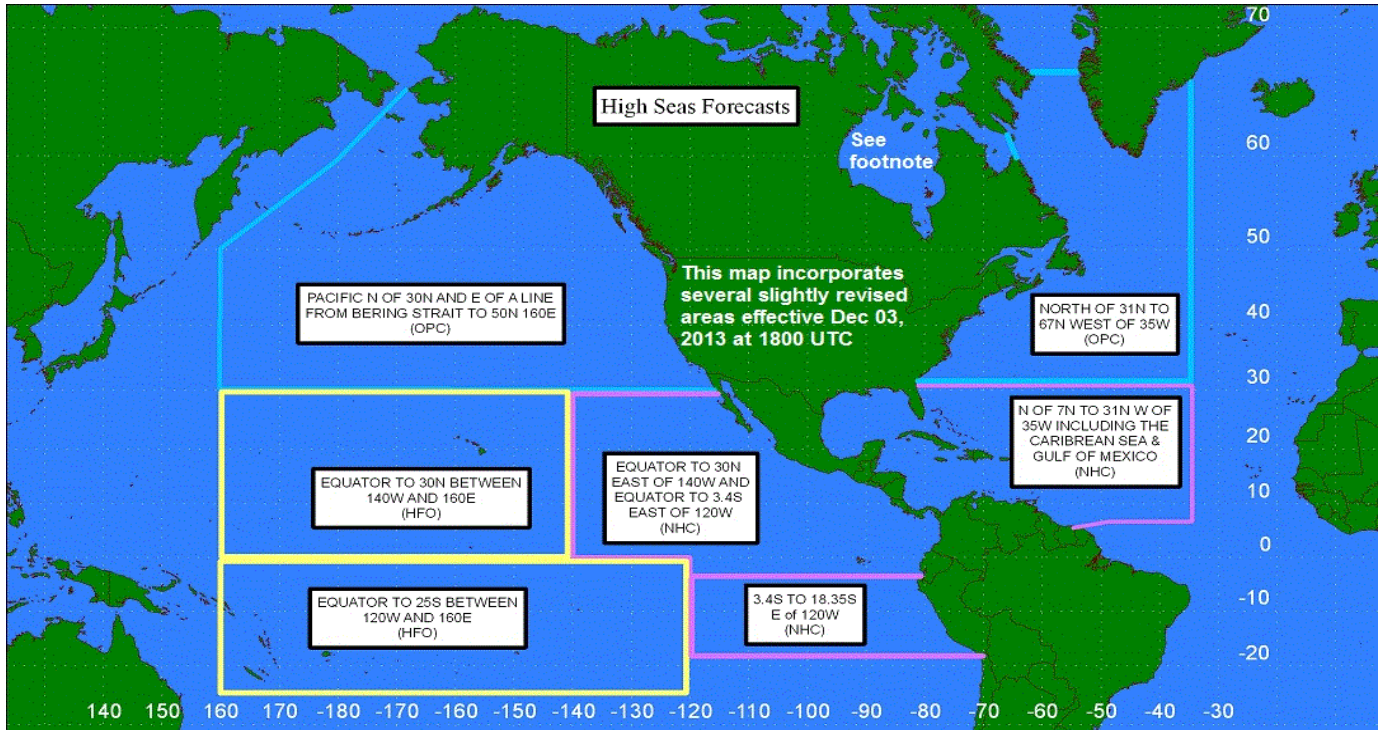 High Seas Forecasts
See
footnote
This map incorporates
several slightly revised
areas effective Dec 03,
2013 at 1800 UTC
PACIFIC N OF 30N AND E OF A LINE
FROM BERING STRAIT TO 50N 160E
(OPC)
NORTH OF 31N TO
67N WEST OF 35W
(OPC)
N OF 7N TO 31N W OF
35W INCLUDING THE
CARIBREAN SEA &
GULF OF MEXICO
(NHC)
EQUATOR TO 30N BETWEEN
140W AND 160E
(HFO)
EQUATOR TO 30N
EAST OF 140W AND
EQUATOR TO 3.4S
EAST OF 120W
(NHC)
EQUATOR TO 25S BETWEEN
120W AND 160E
(HFO)
3.4S TO 18.35S
E of 120W
(NHC)
70
60
50
40
30
20
10
0
-10
-20
140 150 160 170 180 -170 -160 -150 -140 -130 -120 -110 -100 -90 -80 -70 -60 -50 -40 -30